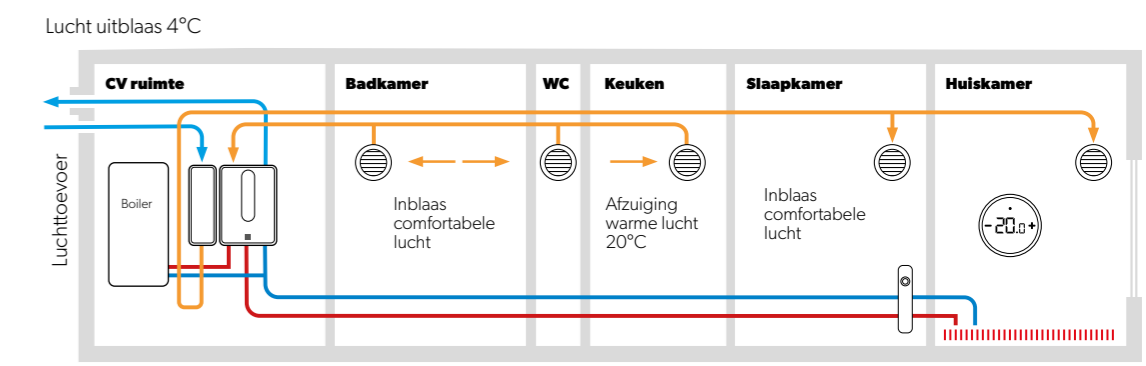 Lucht uitblaas 4°C
CV ruimte
Badkamer
WC
Keuken
Slaapkamer
Huiskamer
Luchttoevoer
Boiler
Inblaas
comfortabele
lucht
Afzuiging
warme lucht
20°C
Inblaas
comfortabele
lucht
-20.0+